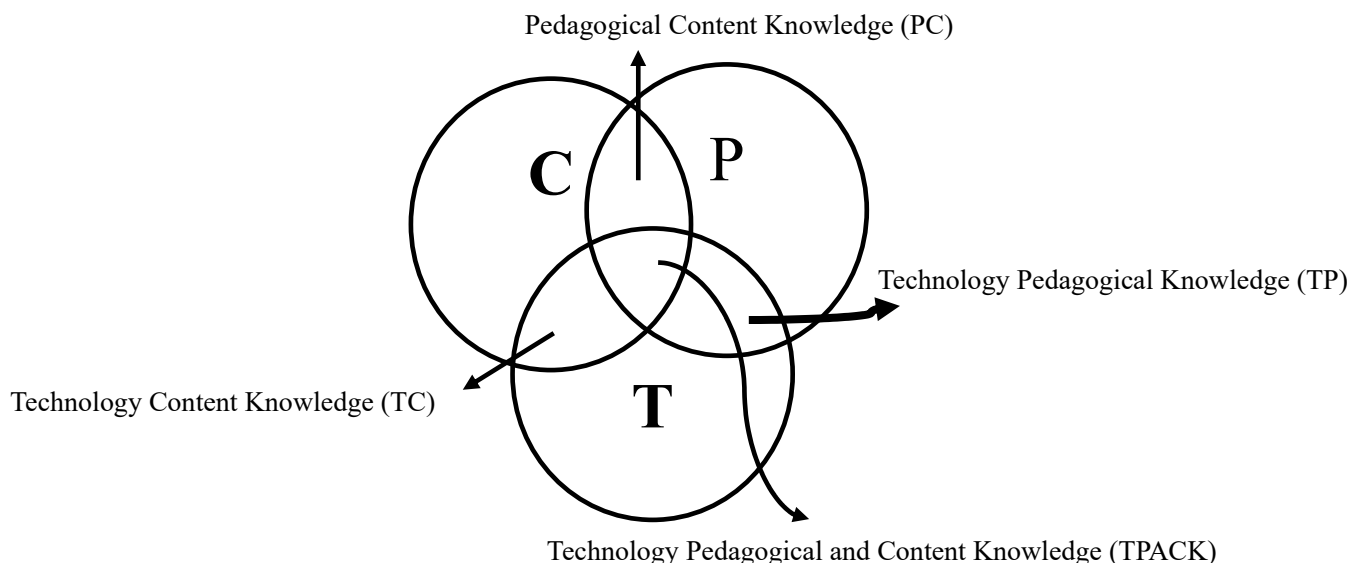 Pedagogical Content Knowledge (PC)
C
P
Technology Pedagogical Knowledge (TP)
Technology Content Knowledge (TC)
T
Technology Pedagogical and Content Knowledge (TPACK)